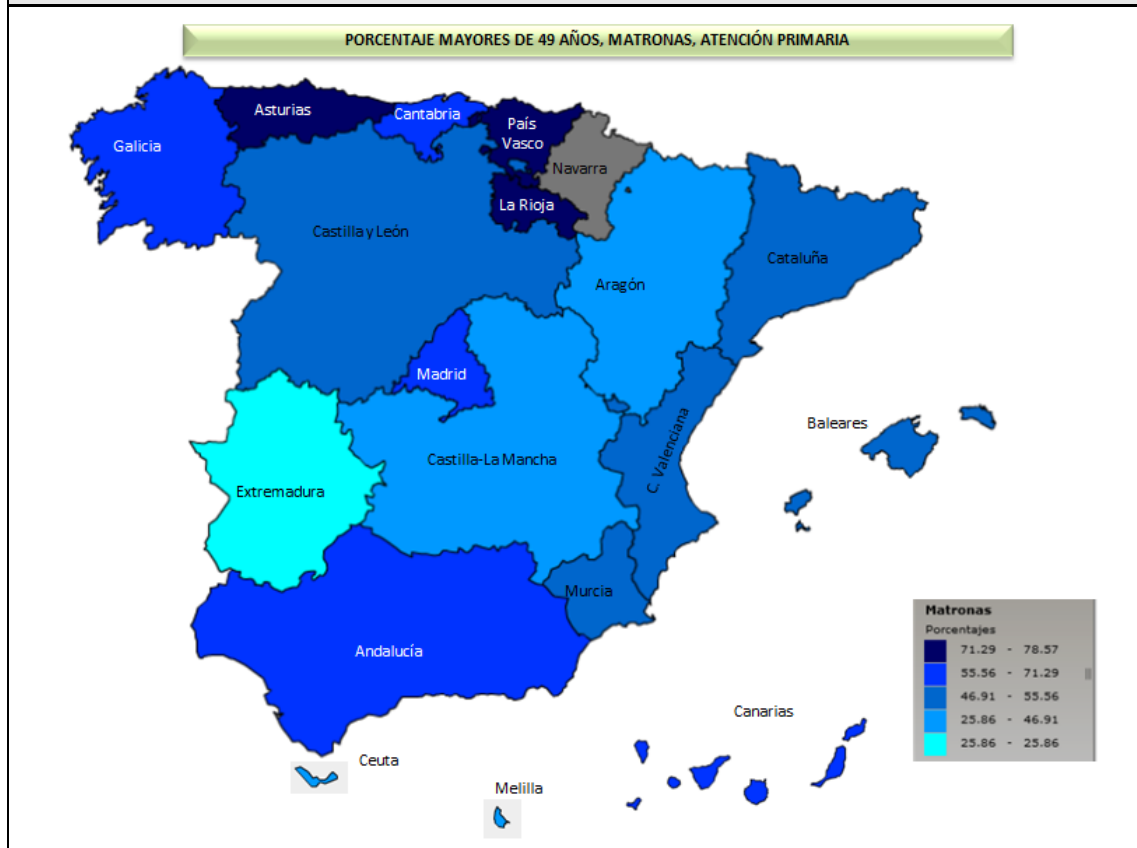 PORCENTAJE MAYORES DE 49 AÑOS, MATRONAS, ATENCIÓN PRIMARIA
Asturias
Cantabria
País
Vasco
Galicia
Navarra
La Rioja
Castilla y León
Cataluña
Aragón
Madrid
Baleares
C. Valenciana
Castilla-La Mancha
Extremadura
Murcia
Andalucía
Matronas
Porcentajes
71.29 - 78.57
55.56 - 71.29
46.91 - 55.56
25.86 - 46.91
25.86 - 25.86
Canarias
Ceuta
Melilla